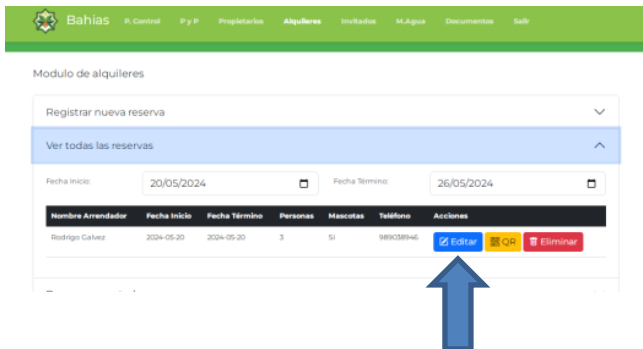 Bahias P. Control P y P Propietarios Alquileres Invitados M.Agua Documentos Salir
Modulo de alquileres
Registrar nueva reserva
Ver todas las reservas
Fecha Inicio: 20/05/2024 Fecha Término: 26/05/2024
Nombre Arrendador Fecha Inicio Fecha Término Personas Mascotas Teléfono Acciones
Rodrigo Galvez 2024-05-20 2024-05-20 3 Si 989038946 Editar QR Eliminar